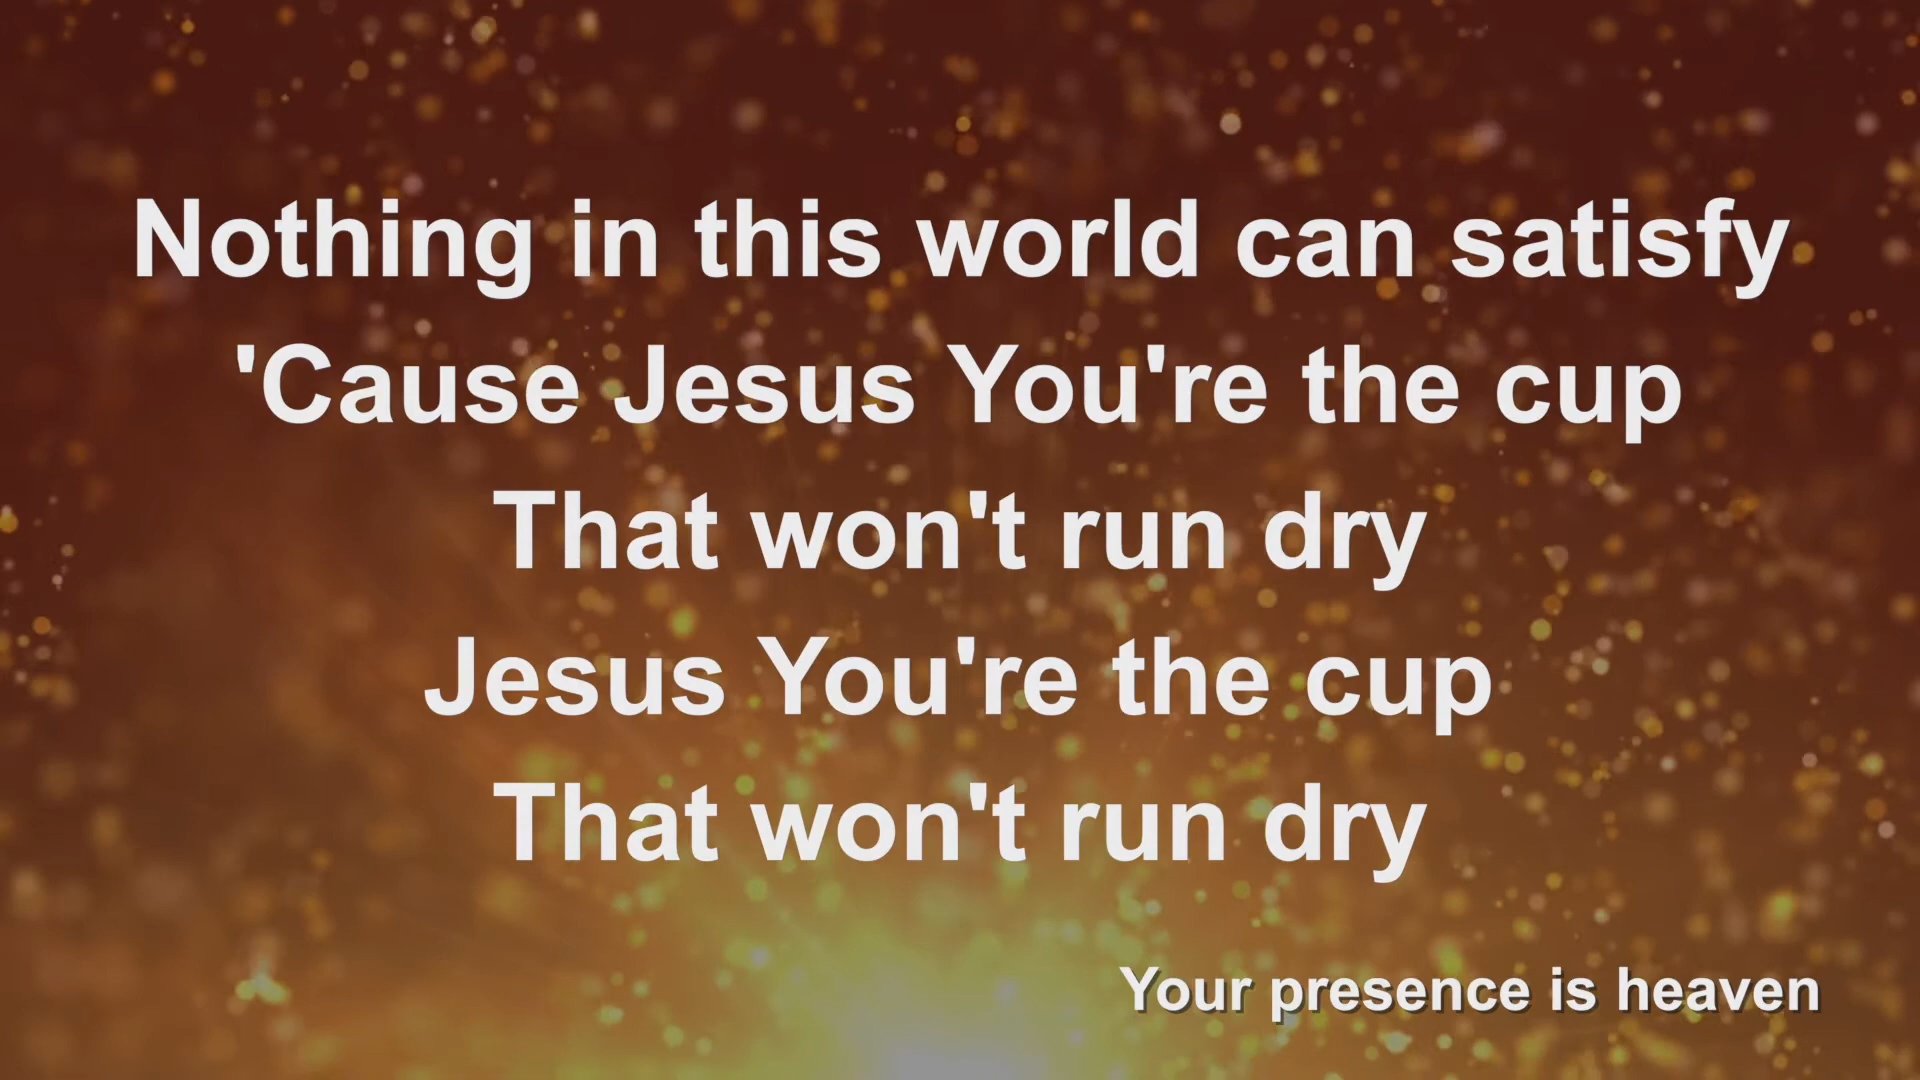 Nothing in this world can satisfy
'Cause Jesus You're the cup
That won't run dry
Jesus You're the cup
That won't run dry
Your presence is heaven